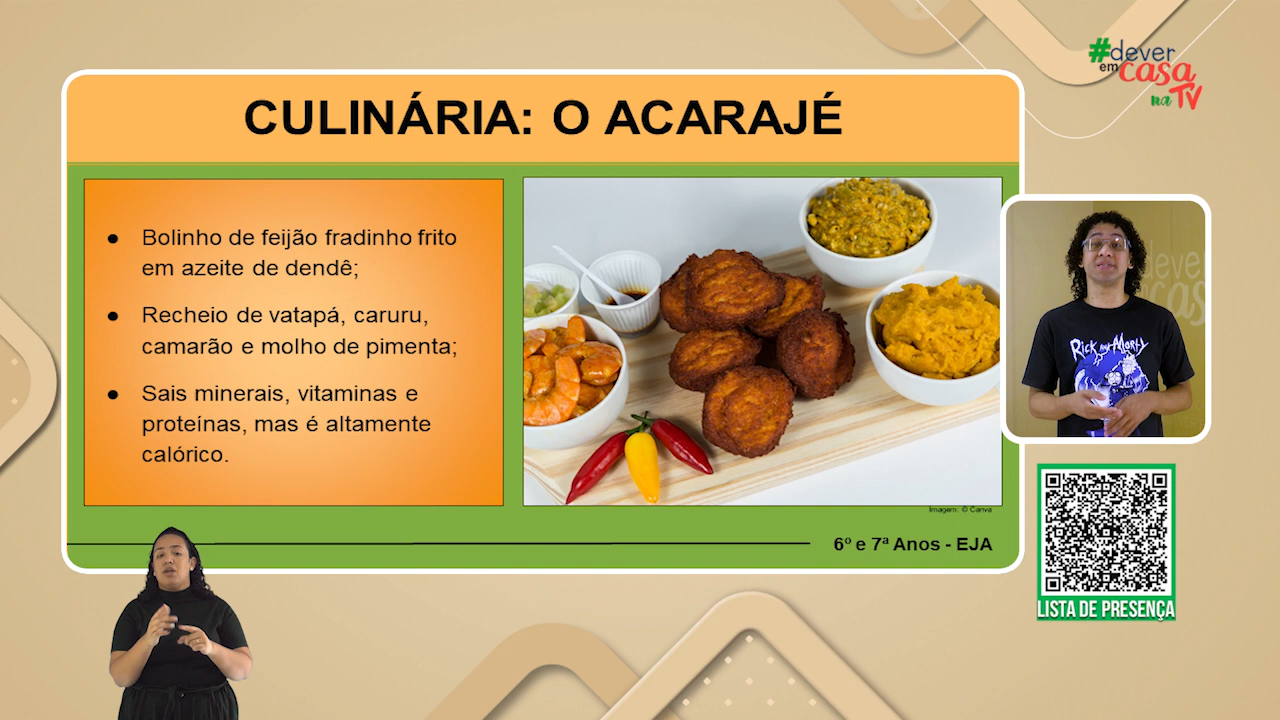 #dever
em casa
na TV
CULINÁRIA: O ACARAJÉ
● Bolinho de feijão fradinho frito
em azeite de dendê;
● Recheio de vatapá, caruru,
camarão e molho de pimenta;
● Sais minerais, vitaminas e
proteínas, mas é altamente
calórico.
Imagem: © Canva
6º e 7ª Anos - EJA
deve
cas
RICK AND MORTY
LISTA DE PRESENÇA